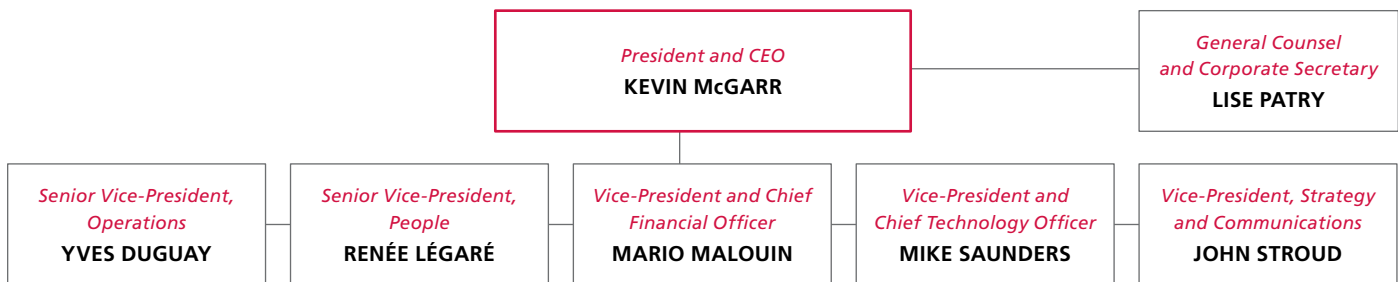 President and CEO
KEVIN McGARR
General Counsel
and Corporate Secretary
LISE PATRY
Senior Vice-President,
Operations
YVES DUGUAY
Senior Vice-President,
People
RENÉE LÉGARÉ
Vice-President and Chief
Financial Officer
MARIO MALOUIN
Vice-President and
Chief Technology Officer
MIKE SAUNDERS
Vice-President, Strategy
and Communications
JOHN STROUD